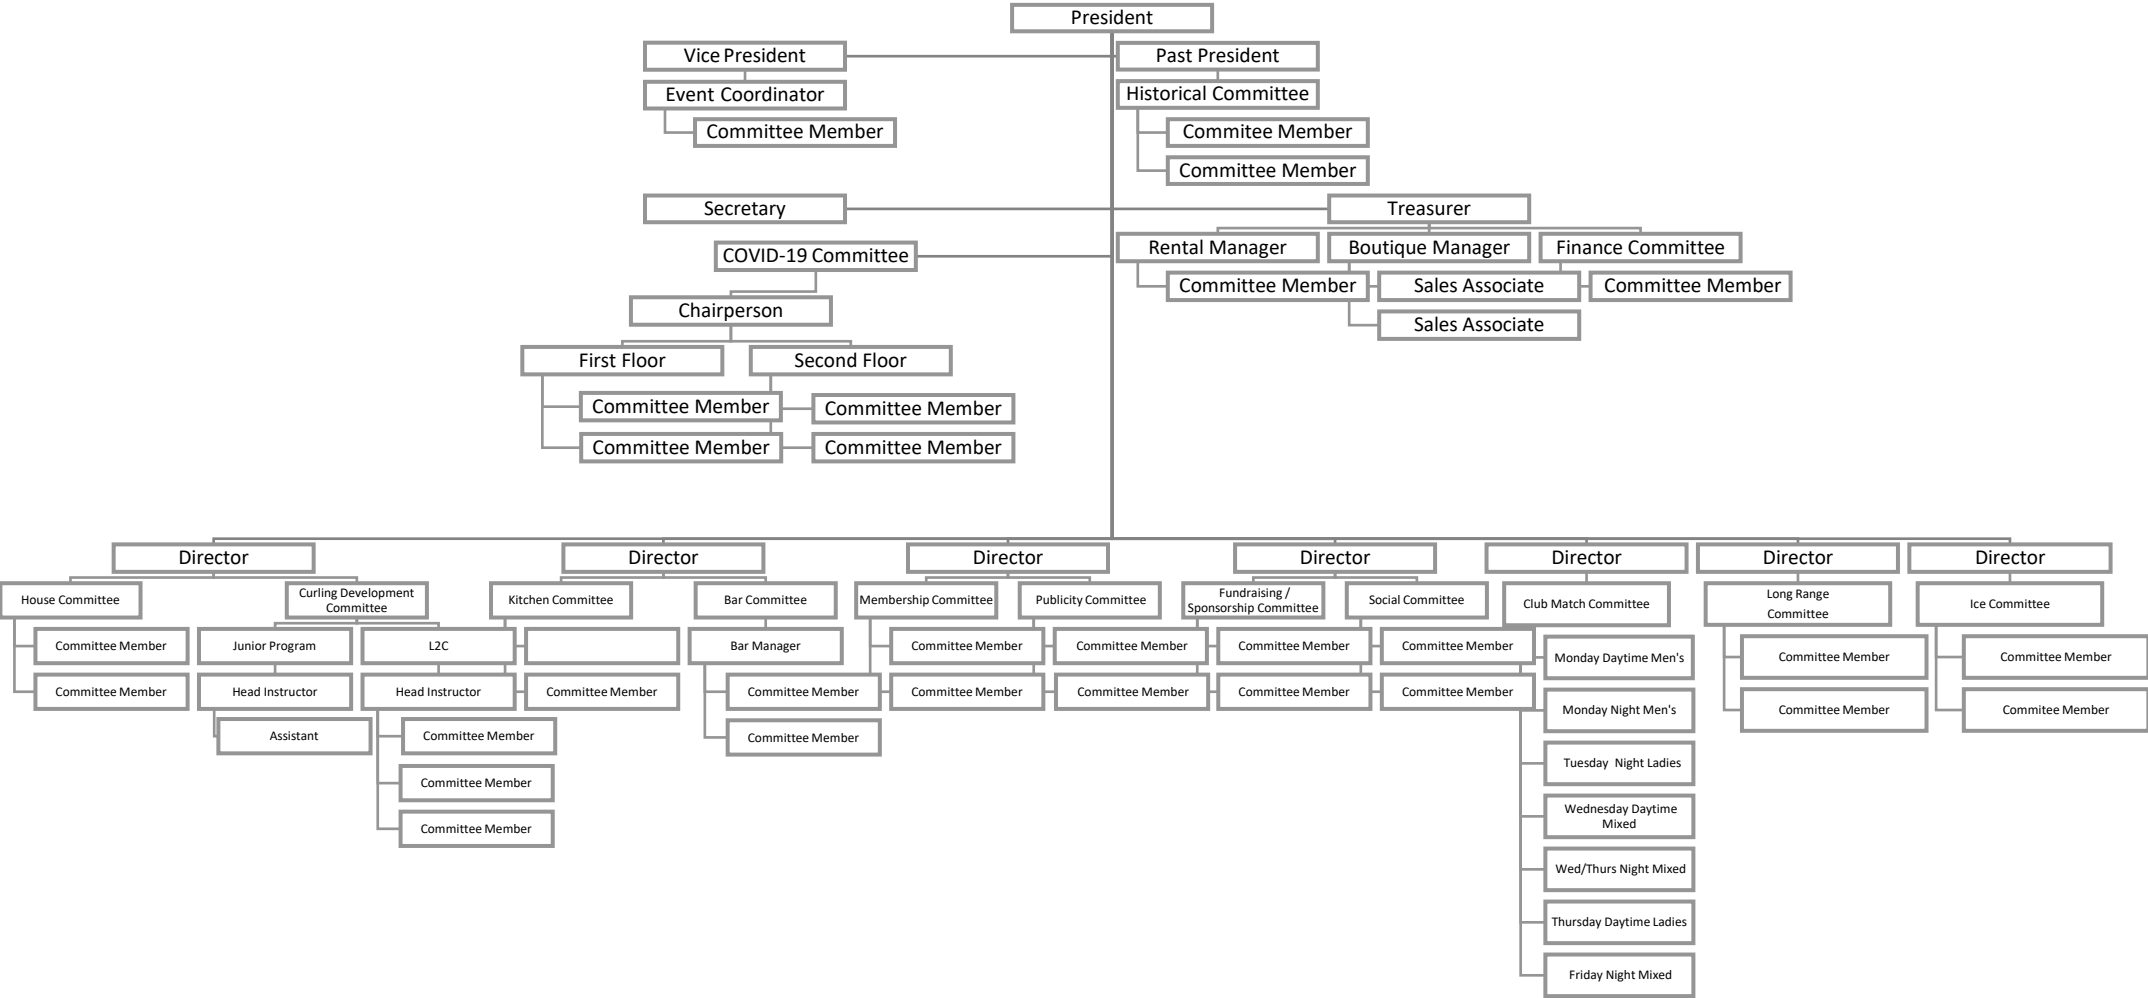 President
Vice President
Past President
Event Coordinator
Historical Committee
Committee Member
Commitee Member
Committee Member
Secretary
Treasurer
COVID-19 Committee
Rental Manager
Boutique Manager
Finance Committee
Committee Member
Sales Associate
Committee Member
Sales Associate
Chairperson
First Floor
Second Floor
Committee Member
Committee Member
Committee Member
Committee Member
Director
Director
Director
Director
Director
Director
Director
House Committee
Curling Development
Committee
Kitchen Committee
Bar Committee
Membership Committee
Publicity Committee
Fundraising /
Sponsorship Committee
Social Committee
Club Match Committee
Long Range
Committee
Ice Committee
Committee Member
Junior Program
L2C
Bar Manager
Committee Member
Committee Member
Committee Member
Committee Member
Monday Daytime Men's
Committee Member
Committee Member
Committee Member
Head Instructor
Head Instructor
Committee Member
Committee Member
Committee Member
Committee Member
Committee Member
Committee Member
Monday Night Men's
Committee Member
Commitee Member
Assistant
Committee Member
Committee Member
Tuesday Night Ladies
Committee Member
Wednesday Daytime
Mixed
Committee Member
Wed/Thurs Night Mixed
Thursday Daytime Ladies
Friday Night Mixed